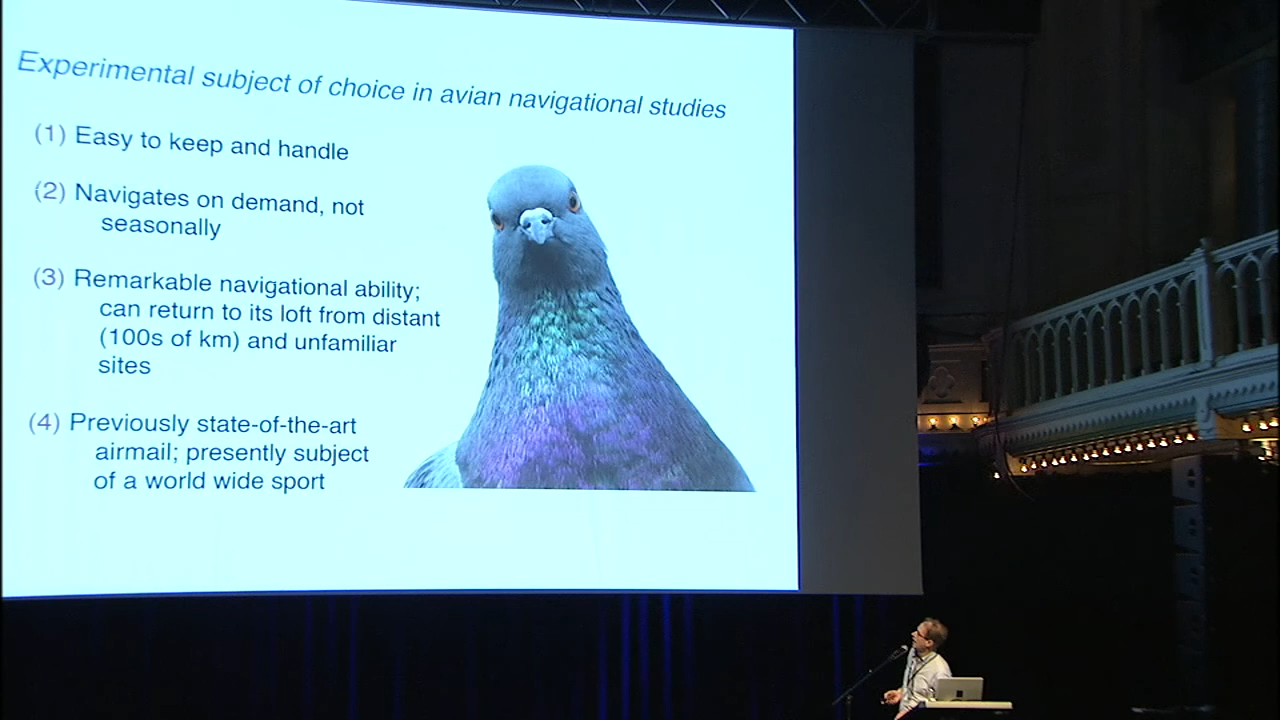 Experimental subject of choice in avian navigational studies
(1) Easy to keep and handle
(2) Navigates on demand, not
seasonally
(3) Remarkable navigational ability;
can return to its loft from distant
(100s of km) and unfamiliar
sites
(4) Previously state-of-the-art
airmail; presently subject
of a world wide sport